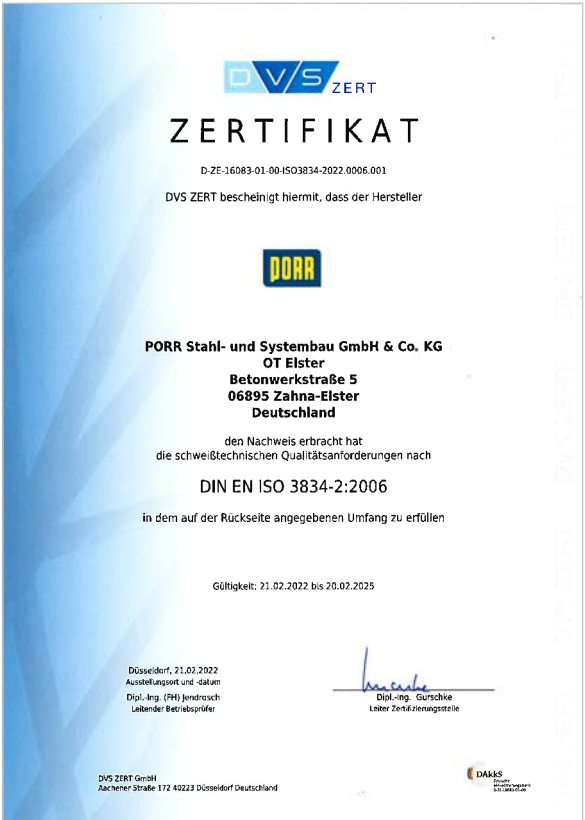 DVS ZERT
ZERTIFIKAT
D-ZE-16083-01-00-ISO3834-2022.0006.001
DVS ZERT bescheinigt hiermit, dass der Hersteller
PORR
PORR Stahl- und Systembau GmbH & Co. KG
OT Elster
Betonwerkstraße 5
06895 Zahna-Elster
Deutschland
den Nachweis erbracht hat
die schweißtechnischen Qualitätsanforderungen nach
DIN EN ISO 3834-2:2006
in dem auf der Rückseite angegebenen Umfang zu erfüllen
Gültigkeit: 21.02.2022 bis 20.02.2025
Düsseldorf, 21.02.2022
Ausstellungsort und -datum
Dipl.-Ing. (FH) Jendrosch
Leitender Betriebsprüfer
Dipl.-Ing. Gurschke
Leiter Zertifizierungsstelle
DVS ZERT GmbH
Aachener Straße 172 40223 Düsseldorf Deutschland
DAkkS
Deutsche
Akkreditierungsstelle